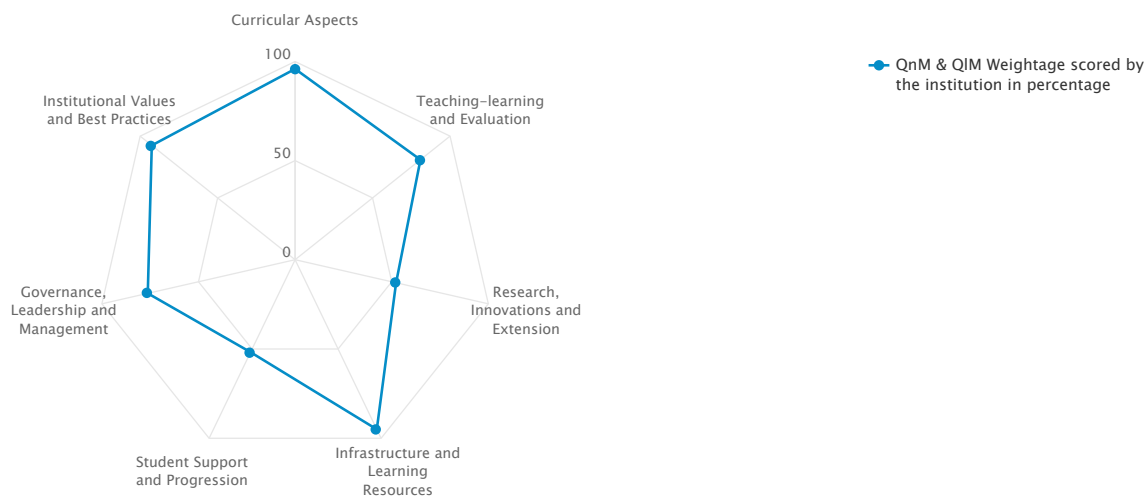 Curricular Aspects
100
QnM & QlM Weightage scored by
the institution in percentage
Institutional Values
and Best Practices
Teaching-learning
and Evaluation
50
0
Governance,
Leadership and
Management
Research,
Innovations and
Extension
Student Support
and Progression
Infrastructure and
Learning
Resources